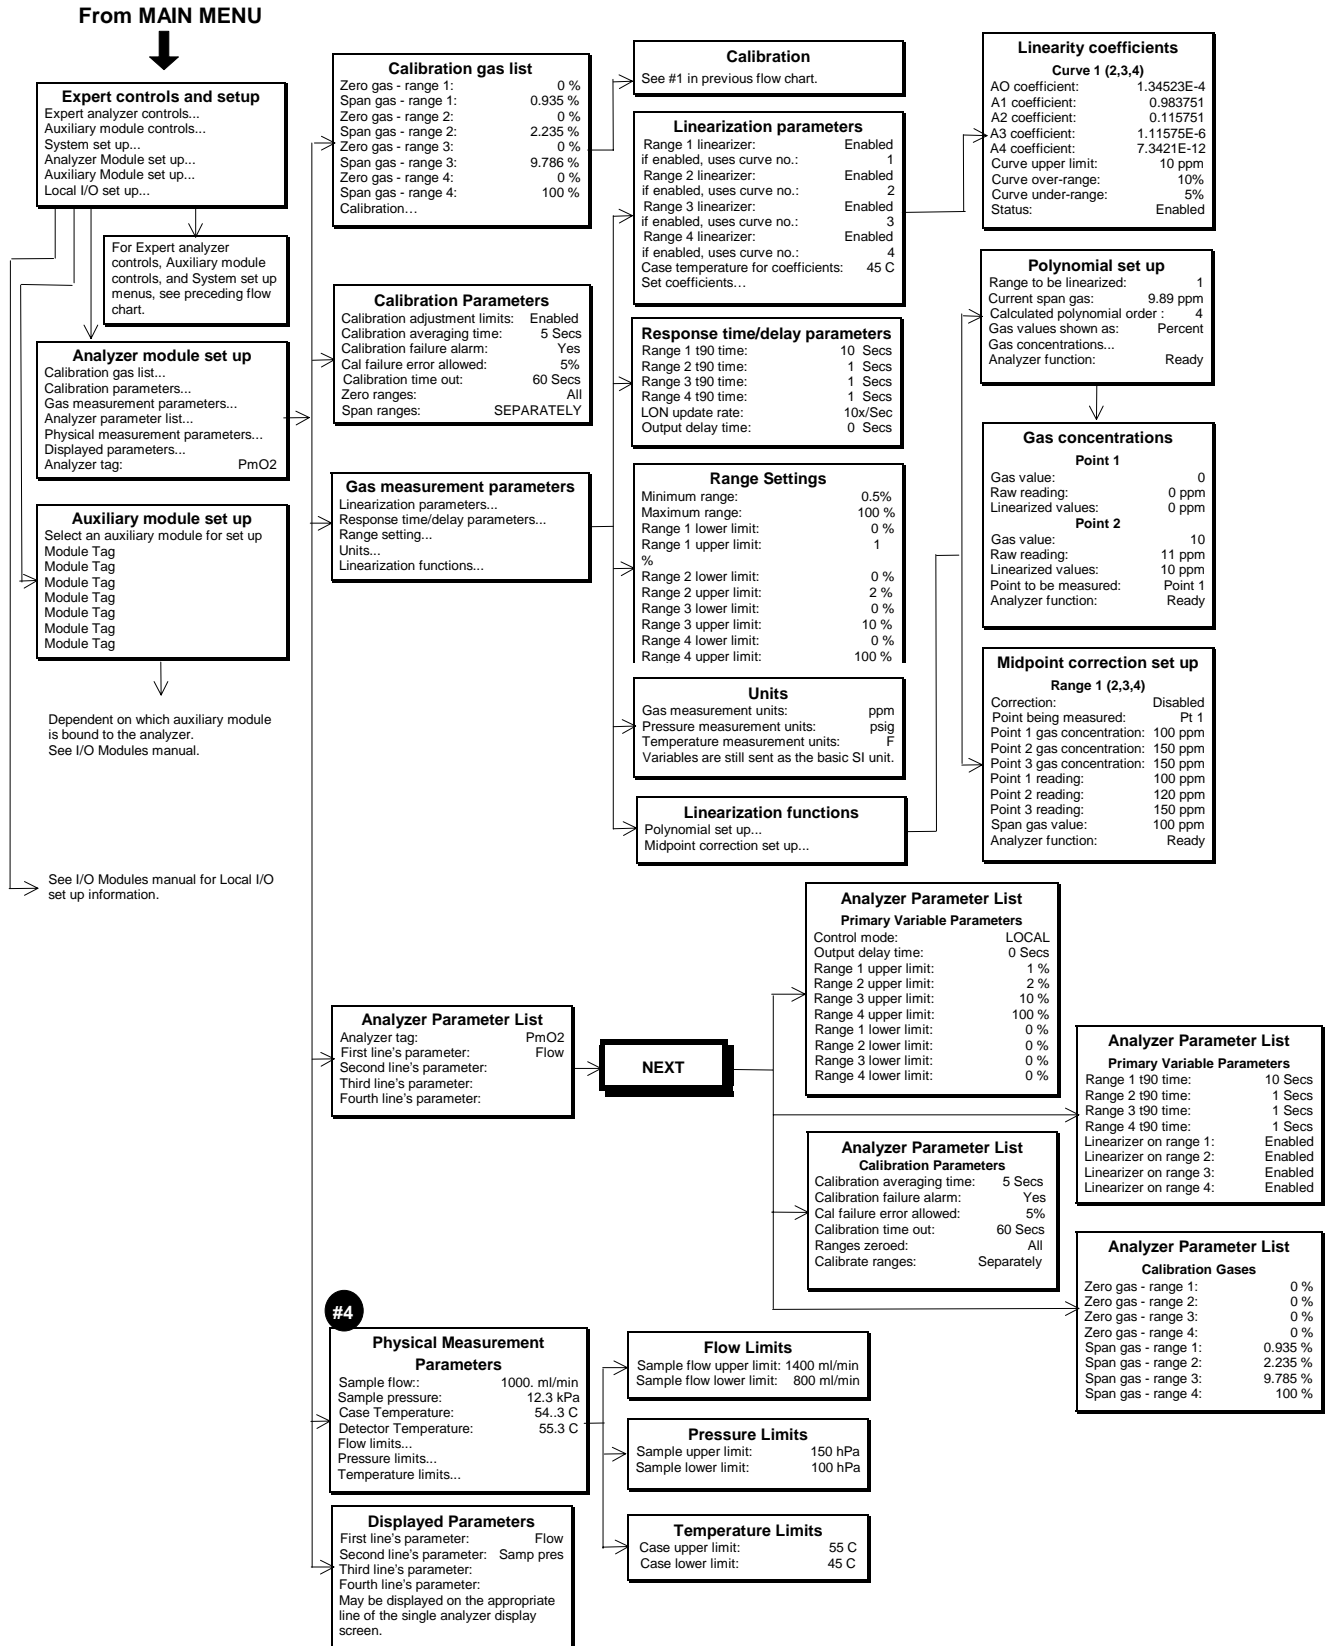 From MAIN MENU
Expert controls and setup
Expert analyzer controls...
Auxiliary module controls...
System set up...
Analyzer Module set up...
Auxiliary Module set up...
Local I/O set up...
For Expert analyzer
controls, Auxiliary module
controls, and System set up
menus, see preceding flow
chart.
Analyzer module set up
Calibration gas list...
Calibration parameters...
Gas measurement parameters...
Analyzer parameter list...
Physical measurement parameters...
Displayed parameters...
Analyzer tag: PmO2
Auxiliary module set up
Select an auxiliary module for set up
Module Tag
Module Tag
Module Tag
Module Tag
Module Tag
Module Tag
Module Tag
Dependent on which auxiliary module
is bound to the analyzer.
See I/O Modules manual.
See I/O Modules manual for Local I/O
set up information.
Calibration gas list
Zero gas - range 1: 0 %
Span gas - range 1: 0.935 %
Zero gas - range 2: 0 %
Span gas - range 2: 2.235 %
Zero gas - range 3: 0 %
Span gas - range 3: 9.786 %
Zero gas - range 4: 0 %
Span gas - range 4: 100 %
Calibration…
Calibration Parameters
Calibration adjustment limits: Enabled
Calibration averaging time: 5 Secs
Calibration failure alarm: Yes
Cal failure error allowed: 5%
Calibration time out: 60 Secs
Zero ranges: All
Span ranges: SEPARATELY
Gas measurement parameters
Linearization parameters...
Response time/delay parameters...
Range setting...
Units...
Linearization functions...
Calibration
See #1 in previous flow chart.
Linearization parameters
Range 1 linearizer: Enabled
if enabled, uses curve no.: 1
Range 2 linearizer: Enabled
if enabled, uses curve no.: 2
Range 3 linearizer: Enabled
if enabled, uses curve no.: 3
Range 4 linearizer: Enabled
if enabled, uses curve no.: 4
Case temperature for coefficients: 45 C
Set coefficients…
Response time/delay parameters
Range 1 t90 time: 10 Secs
Range 2 t90 time: 1 Secs
Range 3 t90 time: 1 Secs
Range 4 t90 time: 1 Secs
LON update rate: 10x/Sec
Output delay time: 0 Secs
Range Settings
Minimum range: 0.5%
Maximum range: 100 %
Range 1 lower limit: 0 %
Range 1 upper limit: 1
%
Range 2 lower limit: 0 %
Range 2 upper limit: 2 %
Range 3 lower limit: 0 %
Range 3 upper limit: 10 %
Range 4 lower limit: 0 %
Range 4 upper limit: 100 %
Units
Gas measurement units: ppm
Pressure measurement units: psig
Temperature measurement units: F
Variables are still sent as the basic SI unit.
Linearization functions
Polynomial set up...
Midpoint correction set up...
Linearity coefficients
Curve 1 (2,3,4)
AO coefficient: 1.34523E-4
A1 coefficient: 0.983751
A2 coefficient: 0.115751
A3 coefficient: 1.11575E-6
A4 coefficient: 7.3421E-12
Curve upper limit: 10 ppm
Curve over-range: 10%
Curve under-range: 5%
Status: Enabled
Polynomial set up
Range to be linearized: 1
Current span gas: 9.89 ppm
Calculated polynomial order : 4
Gas values shown as: Percent
Gas concentrations...
Analyzer function: Ready
Gas concentrations
Point 1
Gas value: 0
Raw reading: 0 ppm
Linearized values: 0 ppm
Point 2
Gas value: 10
Raw reading: 11 ppm
Linearized values: 10 ppm
Point to be measured: Point 1
Analyzer function: Ready
Midpoint correction set up
Range 1 (2,3,4)
Correction: Disabled
Point being measured: Pt 1
Point 1 gas concentration: 100 ppm
Point 2 gas concentration: 150 ppm
Point 3 gas concentration: 150 ppm
Point 1 reading: 100 ppm
Point 2 reading: 120 ppm
Point 3 reading: 150 ppm
Span gas value: 100 ppm
Analyzer function: Ready
Analyzer Parameter List
Analyzer tag: PmO2
First line's parameter: Flow
Second line's parameter:
Third line's parameter:
Fourth line's parameter:
NEXT
Analyzer Parameter List
Primary Variable Parameters
Control mode: LOCAL
Output delay time: 0 Secs
Range 1 upper limit: 1 %
Range 2 upper limit: 2 %
Range 3 upper limit: 10 %
Range 4 upper limit: 100 %
Range 1 lower limit: 0 %
Range 2 lower limit: 0 %
Range 3 lower limit: 0 %
Range 4 lower limit: 0 %
Analyzer Parameter List
Primary Variable Parameters
Range 1 t90 time: 10 Secs
Range 2 t90 time: 1 Secs
Range 3 t90 time: 1 Secs
Range 4 t90 time: 1 Secs
Linearizer on range 1: Enabled
Linearizer on range 2: Enabled
Linearizer on range 3: Enabled
Linearizer on range 4: Enabled
Analyzer Parameter List
Calibration Parameters
Calibration averaging time: 5 Secs
Calibration failure alarm: Yes
Cal failure error allowed: 5%
Calibration time out: 60 Secs
Ranges zeroed: All
Calibrate ranges: Separately
Analyzer Parameter List
Calibration Gases
Zero gas - range 1: 0 %
Zero gas - range 2: 0 %
Zero gas - range 3: 0 %
Zero gas - range 4: 0 %
Span gas - range 1: 0.935 %
Span gas - range 2: 2.235 %
Span gas - range 3: 9.785 %
Span gas - range 4: 100 %
#4
Physical Measurement
Parameters
Sample flow:: 1000. ml/min
Sample pressure: 12.3 kPa
Case Temperature: 54..3 C
Detector Temperature: 55.3 C
Flow limits...
Pressure limits...
Temperature limits...
Flow Limits
Sample flow upper limit: 1400 ml/min
Sample flow lower limit: 800 ml/min
Pressure Limits
Sample upper limit: 150 hPa
Sample lower limit: 100 hPa
Temperature Limits
Case upper limit: 55 C
Case lower limit: 45 C
Displayed Parameters
First line's parameter: Flow
Second line's parameter: Samp pres
Third line's parameter:
Fourth line's parameter:
May be displayed on the appropriate
line of the single analyzer display
screen.